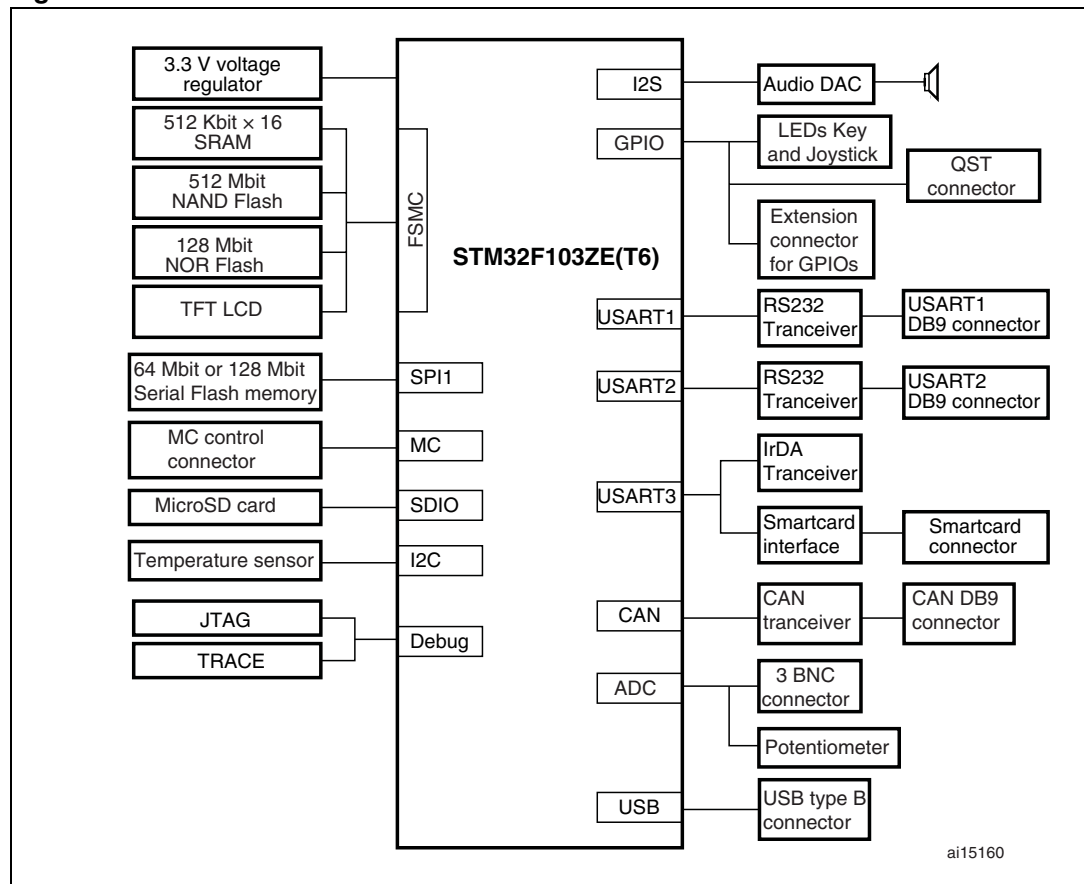 3.3 V voltage
regulator
512 Kbit × 16
SRAM
512 Mbit
NAND Flash
128 Mbit
NOR Flash
TFT LCD
64 Mbit or 128 Mbit
Serial Flash memory
MC control
connector
MicroSD card
Temperature sensor
JTAG
TRACE
FSMC
SPI1
MC
SDIO
I2C
Debug
STM32F103ZE(T6)
I2S
GPIO
USART1
USART2
USART3
CAN
ADC
USB
Audio DAC
LEDs Key
and Joystick
QST
connector
Extension
connector
for GPIOs
RS232
Tranceiver
USART1
DB9 connector
RS232
Tranceiver
USART2
DB9 connector
IrDA
Tranceiver
Smartcard
interface
Smartcard
connector
CAN
tranceiver
CAN DB9
connector
3 BNC
connector
Potentiometer
USB type B
connector
ai15160